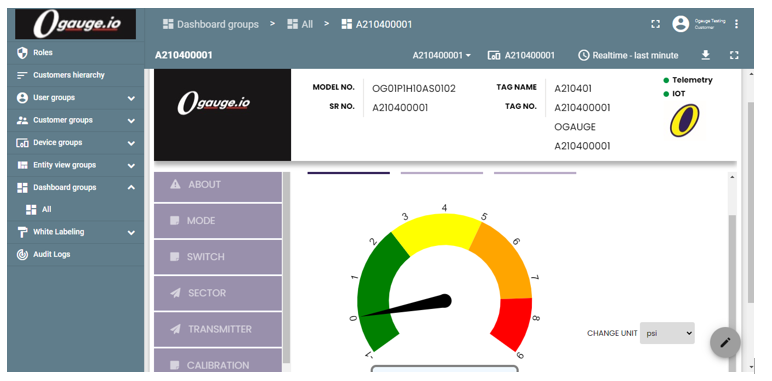 Ogauge.io
Dashboard groups > All > A210400001
Ogauge Testing
Customer
A210400001
A210400001
A210400001
Realtime - last minute
Roles
Customers hierarchy
User groups
Customer groups
Device groups
Entity view groups
Dashboard groups
All
White Labeling
Audit Logs
Ogauge.io
MODEL NO. OG01P1H10AS0102
SR NO. A210400001
TAG NAME A210401
TAG NO. A210400001
OGAUGE
A210400001
Telemetry
IOT
ABOUT
MODE
SWITCH
SECTOR
TRANSMITTER
CALIBRATION
-1
0
1
2
3
4
5
6
7
8
9
CHANGE UNIT psi